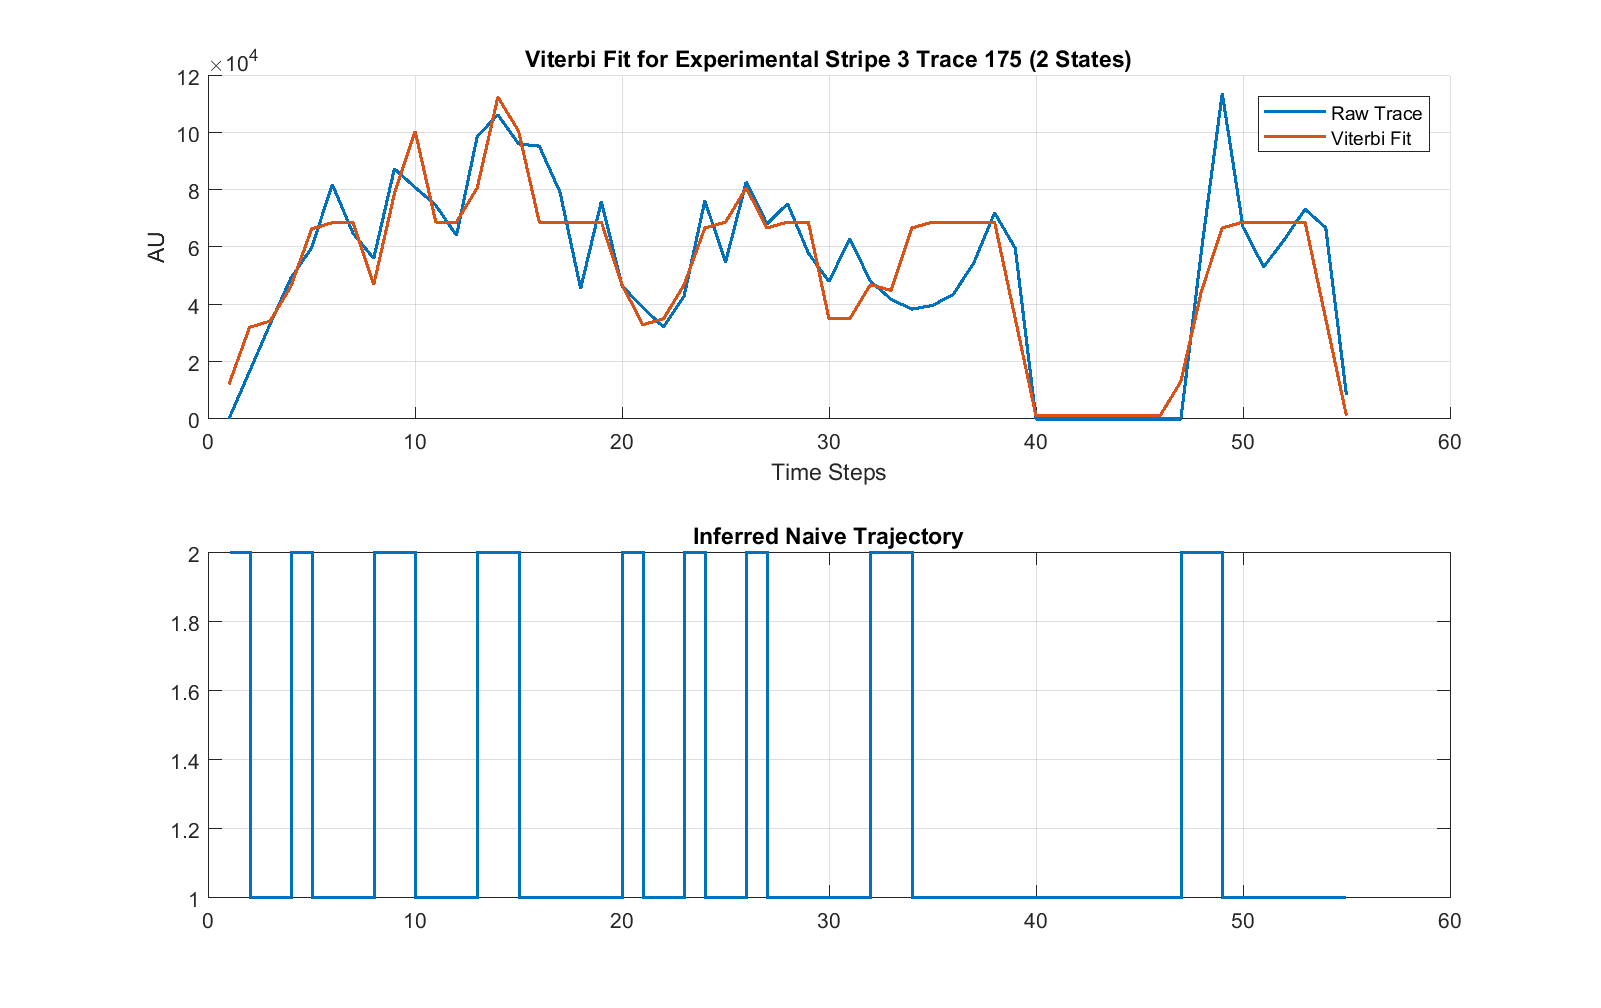 Viterbi Fit for Experimental Stripe 3 Trace 175 (2 States)
×10⁴
12
10
8
6
4
2
0
AU
Raw Trace
Viterbi Fit
0 10 20 30 40 50 60
Time Steps
Inferred Naive Trajectory
2
1.8
1.6
1.4
1.2
1
0 10 20 30 40 50 60